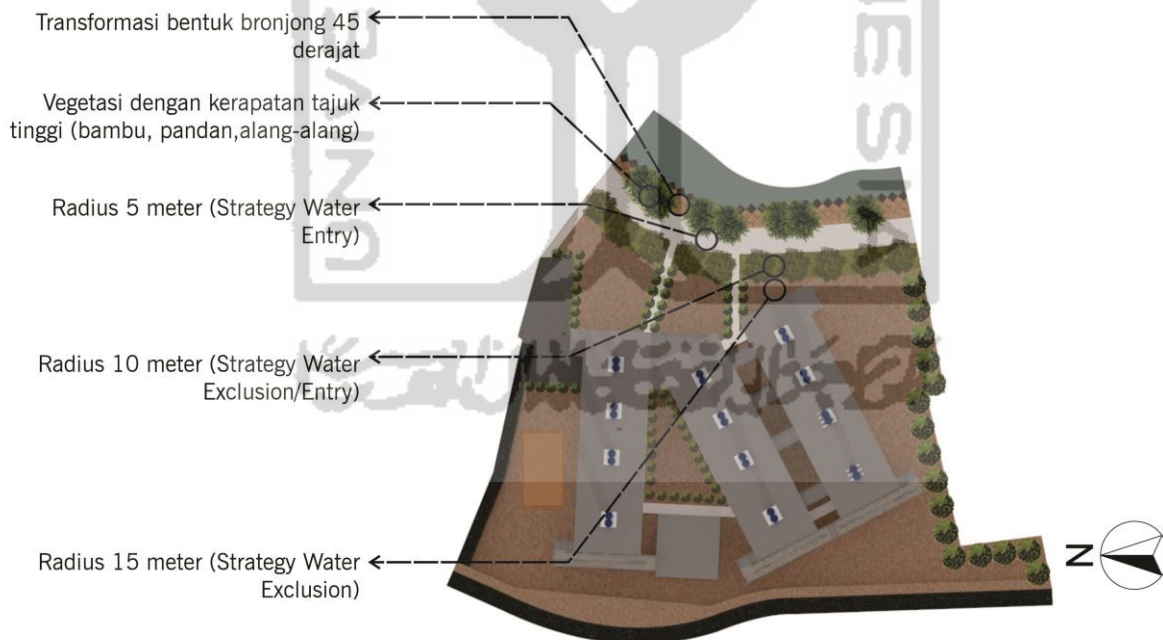 Transformasi bentuk bronjong 45
derajat
Vegetasi dengan kerapatan tajuk
tinggi (bambu, pandan,alang-alang)
Radius 5 meter (Strategy Water
Entry)
Radius 10 meter (Strategy Water
Exclusion/Entry)
Radius 15 meter (Strategy Water
Exclusion)
N